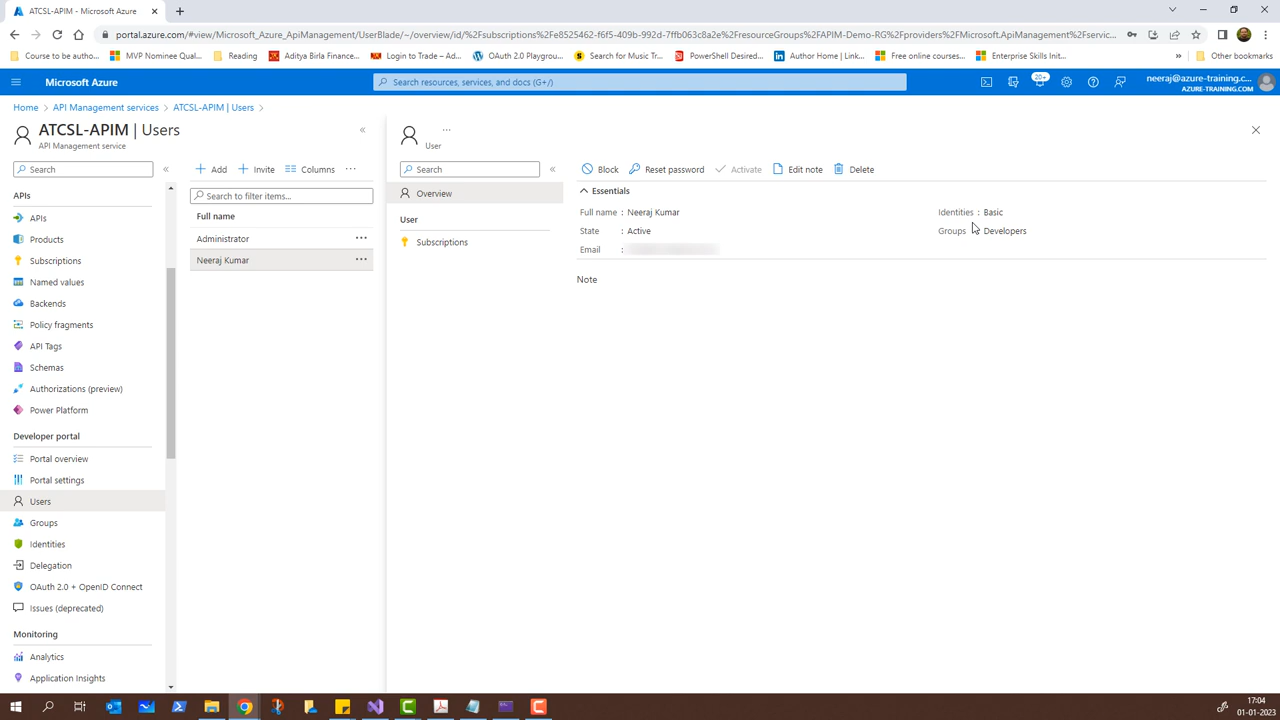 ATCSL-APIM - Microsoft Azure
portal.azure.com/#view/Microsoft_Azure_ApiManagement/UserBlade/~/overview/id/%2Fsubscriptions%2Fe8525462-f6f5-409b-992d-7ffb063c8a2e%2FresourceGroups%2FAPIM-Demo-RG%2Fproviders%2FMicrosoft.ApiManagement%2Fservic...
Course to be author...
MVP Nominee Qual...
Reading
Aditya Birla Finance...
Login to Trade – Ad...
OAuth 2.0 Playgrou...
Search for Music Tr...
PowerShell Desired...
Author Home | Link...
Free online courses...
Enterprise Skills Init...
»
Other bookmarks
Microsoft Azure
Search resources, services, and docs (G+/)
20+
neeraj@azure-training.c...
AZURE-TRAINING.COM
Home > API Management services > ATCSL-APIM | Users >
ATCSL-APIM | Users
API Management service
«
Search
«
APIs
APIs
Products
Subscriptions
Named values
Backends
Policy fragments
API Tags
Schemas
Authorizations (preview)
Power Platform
Developer portal
Portal overview
Portal settings
Users
Groups
Identities
Delegation
OAuth 2.0 + OpenID Connect
Issues (deprecated)
Monitoring
Analytics
Application Insights
+ Add + Invite Columns ...
Search to filter items...
Full name
Administrator ...
Neeraj Kumar ...
...
User
Search
«
Overview
User
Subscriptions
Block Reset password Activate Edit note Delete
Essentials
Full name : Neeraj Kumar
State : Active
Email :
Identities : Basic
Groups : Developers
Note
17:04
01-01-2023